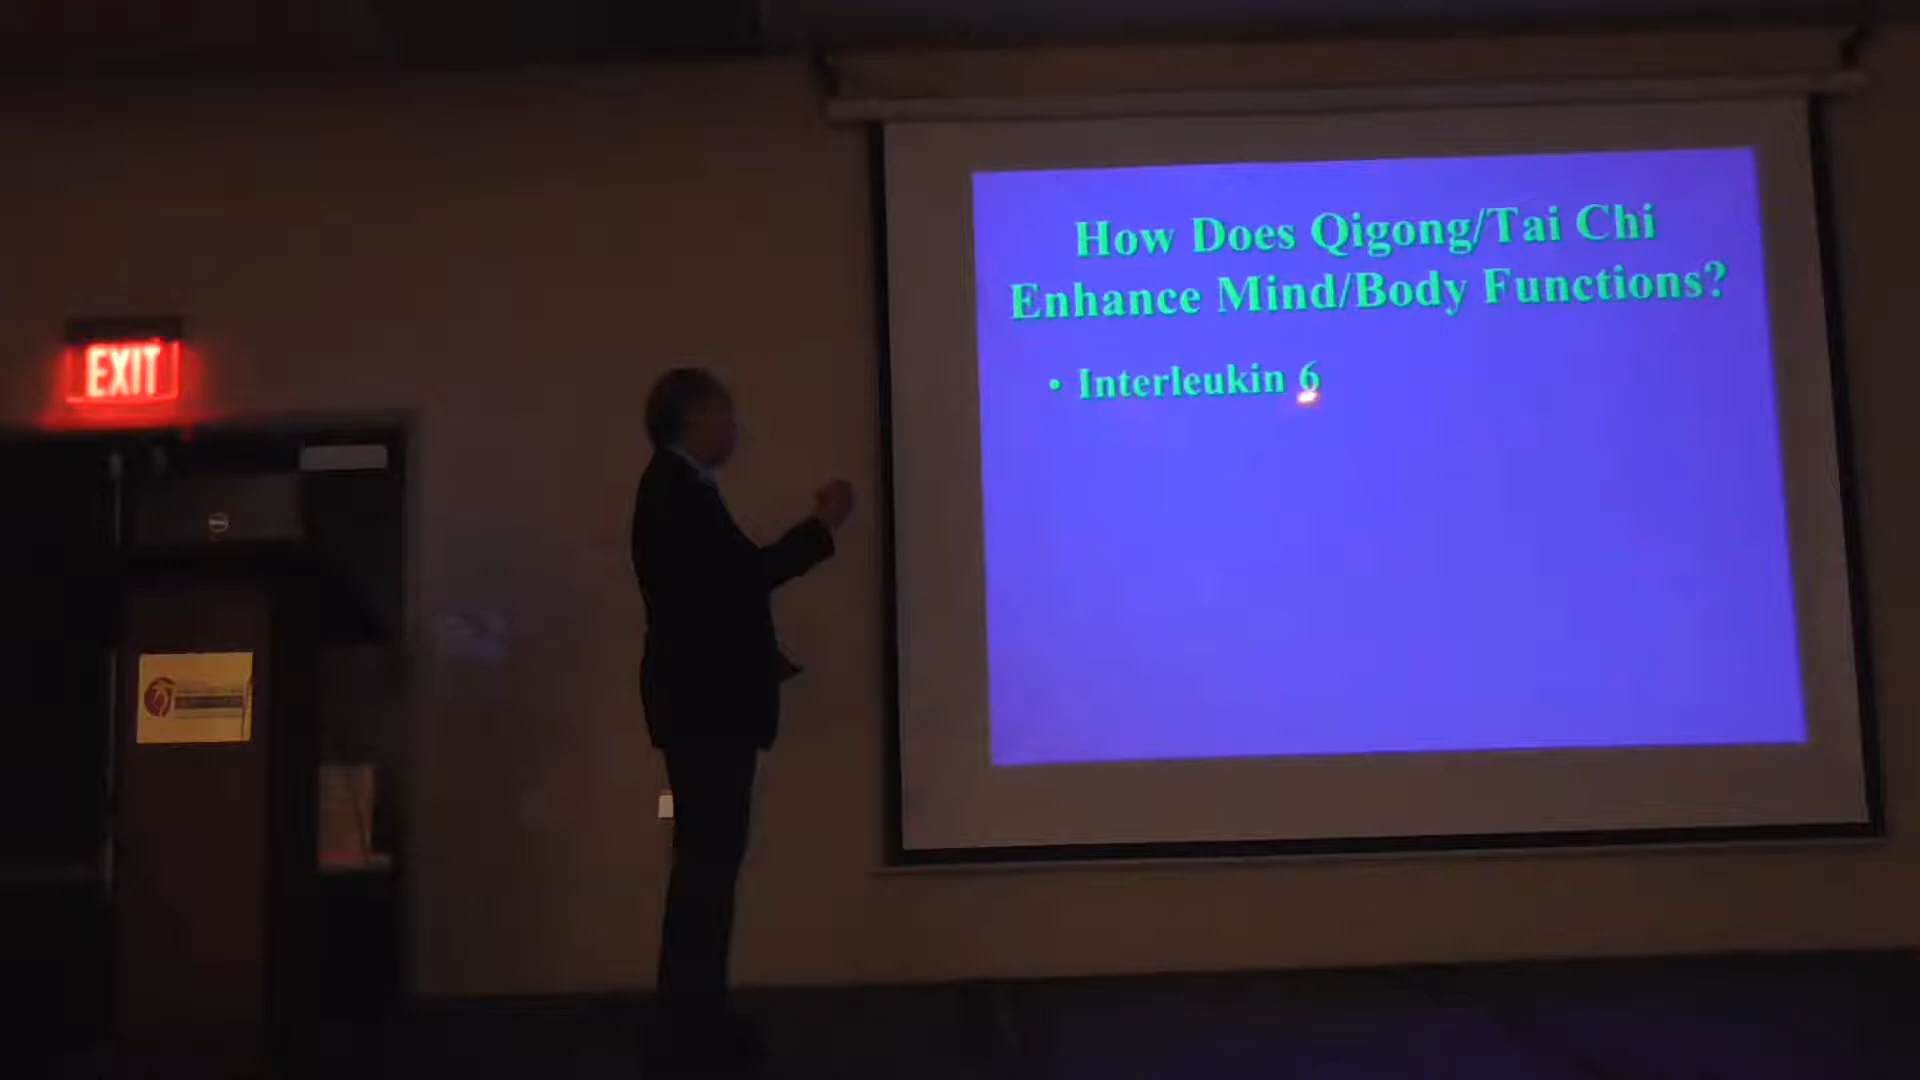 How Does Qigong/Tai Chi
Enhance Mind/Body Functions?
• Interleukin 6
EXIT